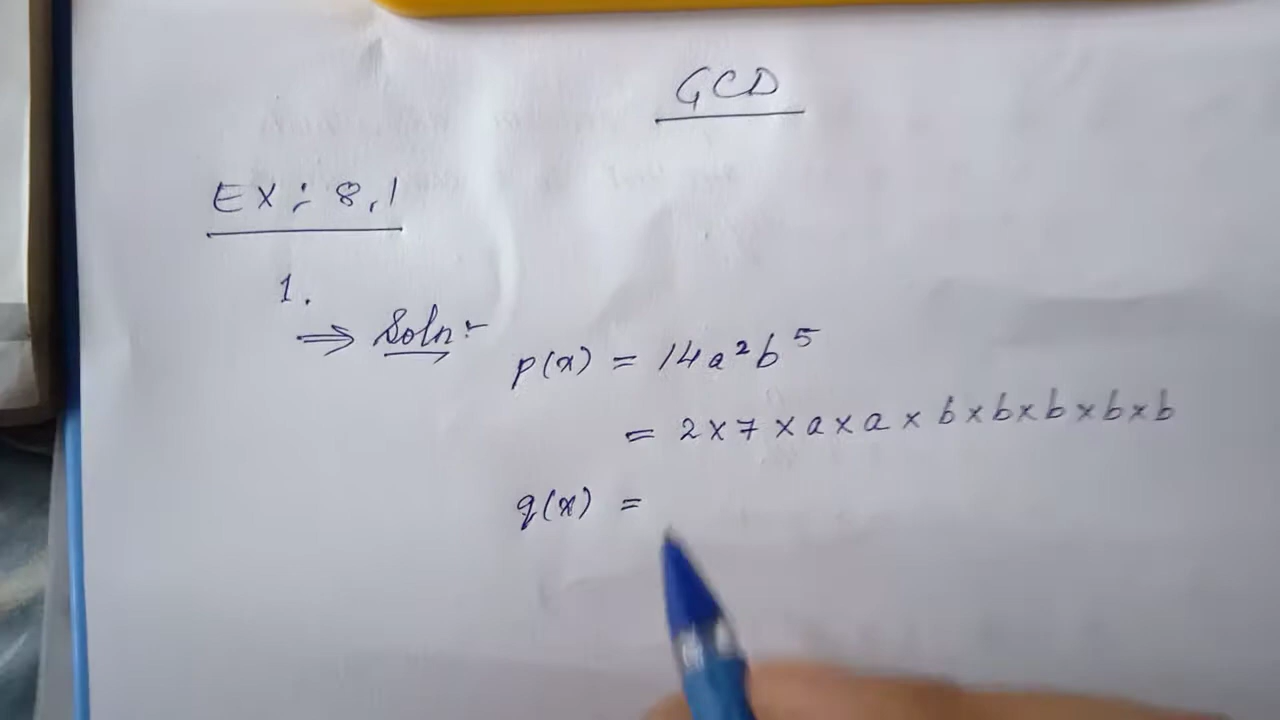 GCD
EX:- 8.1
1.
⇒ Soln:-
p(x) = 14a²b⁵
= 2×7×a×a×b×b×b×b×b
q(x) =